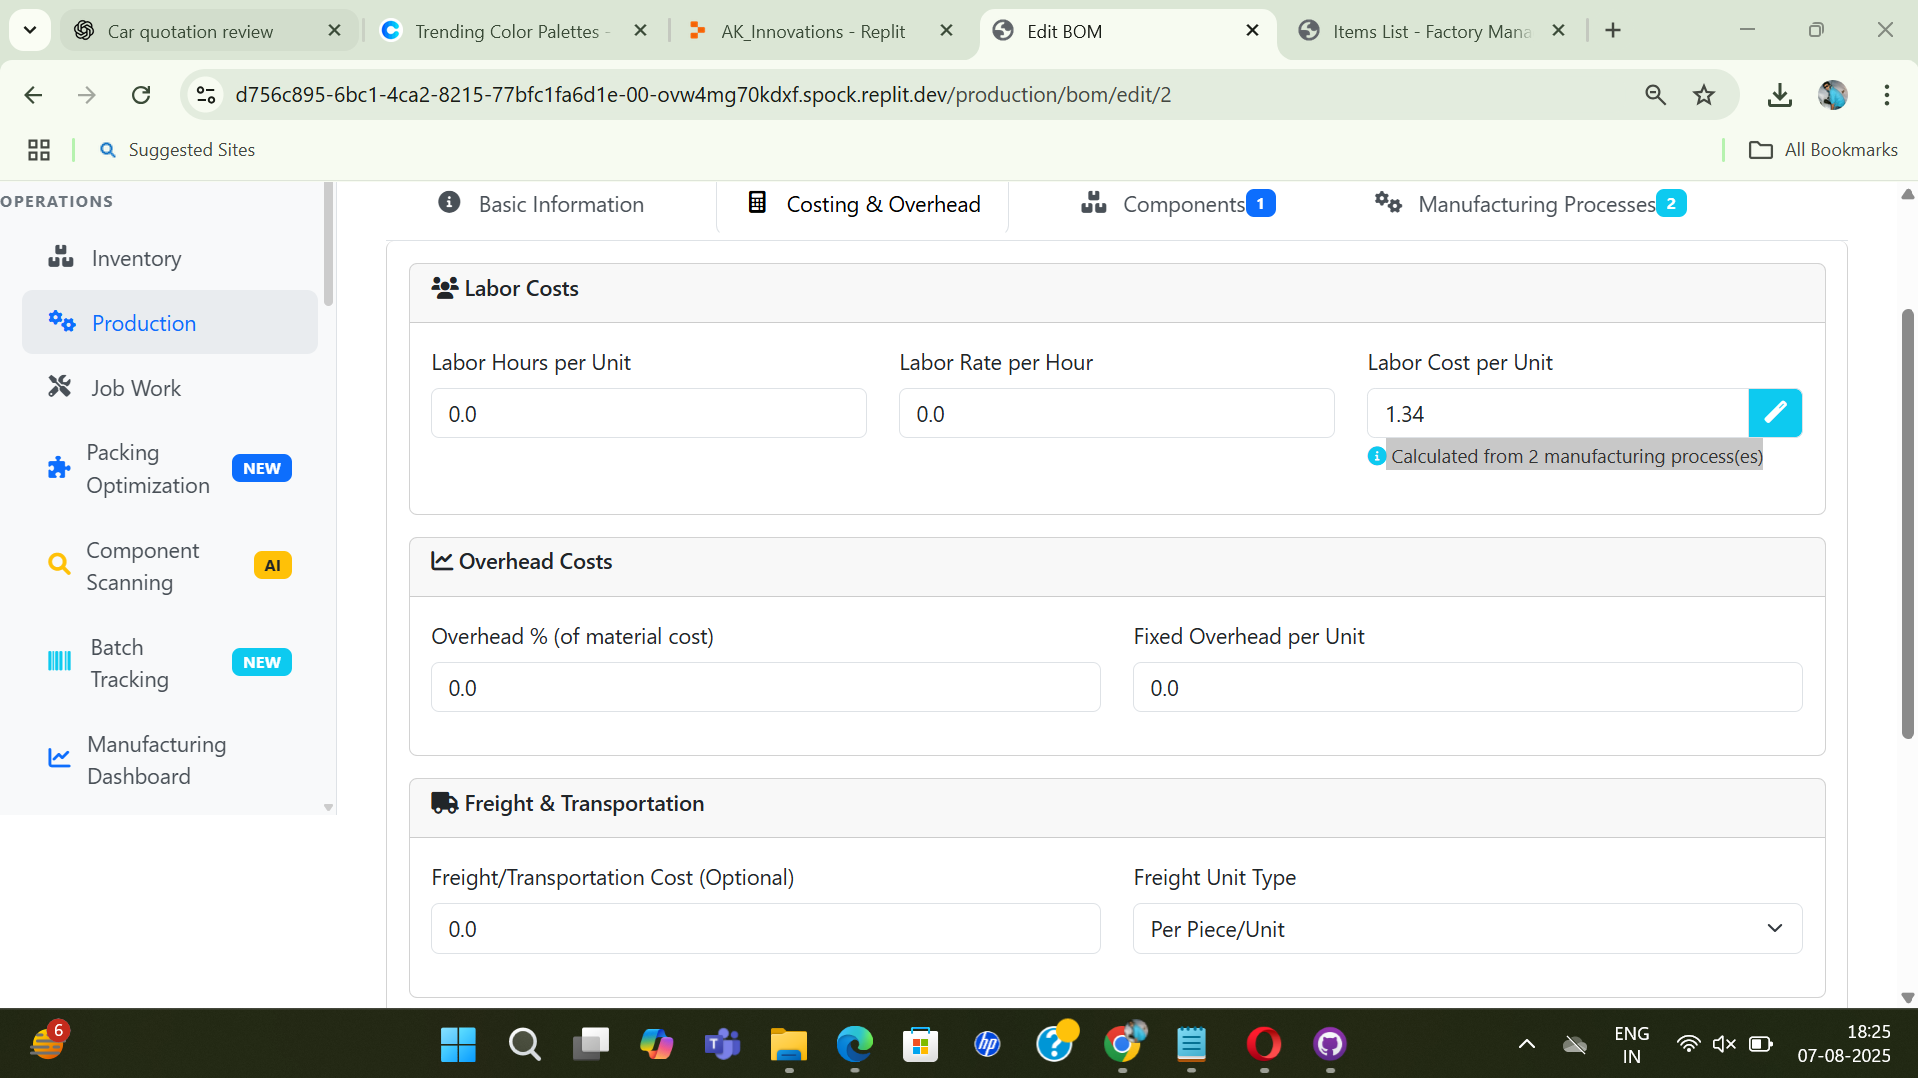 Car quotation review
Trending Color Palettes -
AK_Innovations - Replit
Edit BOM
Items List - Factory Mana
d756c895-6bc1-4ca2-8215-77bfc1fa6d1e-00-ovw4mg70kdxf.spock.replit.dev/production/bom/edit/2
Suggested Sites
All Bookmarks
OPERATIONS
Inventory
Production
Job Work
Packing
Optimization
NEW
Component
Scanning
AI
Batch
Tracking
NEW
Manufacturing
Dashboard
Basic Information
Costing & Overhead
Components 1
Manufacturing Processes 2
Labor Costs
Labor Hours per Unit
0.0
Labor Rate per Hour
0.0
Labor Cost per Unit
1.34
Calculated from 2 manufacturing process(es)
Overhead Costs
Overhead % (of material cost)
0.0
Fixed Overhead per Unit
0.0
Freight & Transportation
Freight/Transportation Cost (Optional)
0.0
Freight Unit Type
Per Piece/Unit
6
T
hp
?
ENG
IN
18:25
07-08-2025